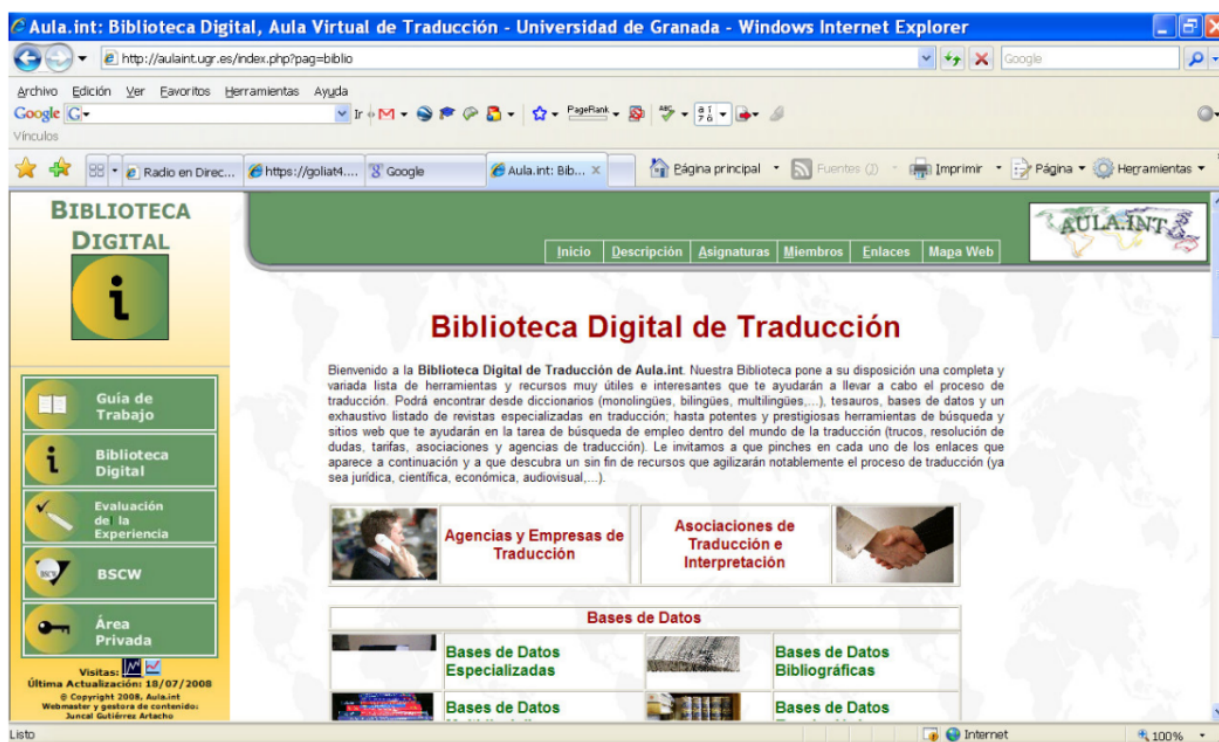 Aula.int: Biblioteca Digital, Aula Virtual de Traducción - Universidad de Granada - Windows Internet Explorer
http://aulaint.ugr.es/index.php?pag=biblio
Google
Archivo Edición Ver Favoritos Herramientas Ayuda
Google Ir PageRank
Vínculos
Radio en Direc... https://goliat4.... Google Aula.int: Bib... Página principal Fuentes (J) Imprimir Página Herramientas
BIBLIOTECA
DIGITAL
i
Inicio Descripción Asignaturas Miembros Enlaces Mapa Web
AULA.INT
Biblioteca Digital de Traducción
Bienvenido a la Biblioteca Digital de Traducción de Aula.int. Nuestra Biblioteca pone a su disposición una completa y
variada lista de herramientas y recursos muy útiles e interesantes que te ayudarán a llevar a cabo el proceso de
traducción. Podrá encontrar desde diccionarios (monolingües, bilingües, multilingües,...), tesauros, bases de datos y un
exhaustivo listado de revistas especializadas en traducción; hasta potentes y prestigiosas herramientas de búsqueda y
sitios web que te ayudarán en la tarea de búsqueda de empleo dentro del mundo de la traducción (trucos, resolución de
dudas, tarifas, asociaciones y agencias de traducción). Le invitamos a que pinches en cada uno de los enlaces que
aparece a continuación y a que descubra un sin fin de recursos que agilizarán notablemente el proceso de traducción (ya
sea jurídica, científica, económica, audiovisual,...).
Guía de
Trabajo
i Biblioteca
Digital
Evaluación
de la
Experiencia
BSCW
Área
Privada
Visitas:
Última Actualización: 18/07/2008
© Copyright 2008, Aula.int
Webmaster y gestora de contenido:
Juncal Gutiérrez Artacho
Agencias y Empresas de
Traducción
Asociaciones de
Traducción e
Interpretación
Bases de Datos
Bases de Datos
Especializadas
Bases de Datos
Bibliográficas
Bases de Datos
Bases de Datos
Listo Internet 100%